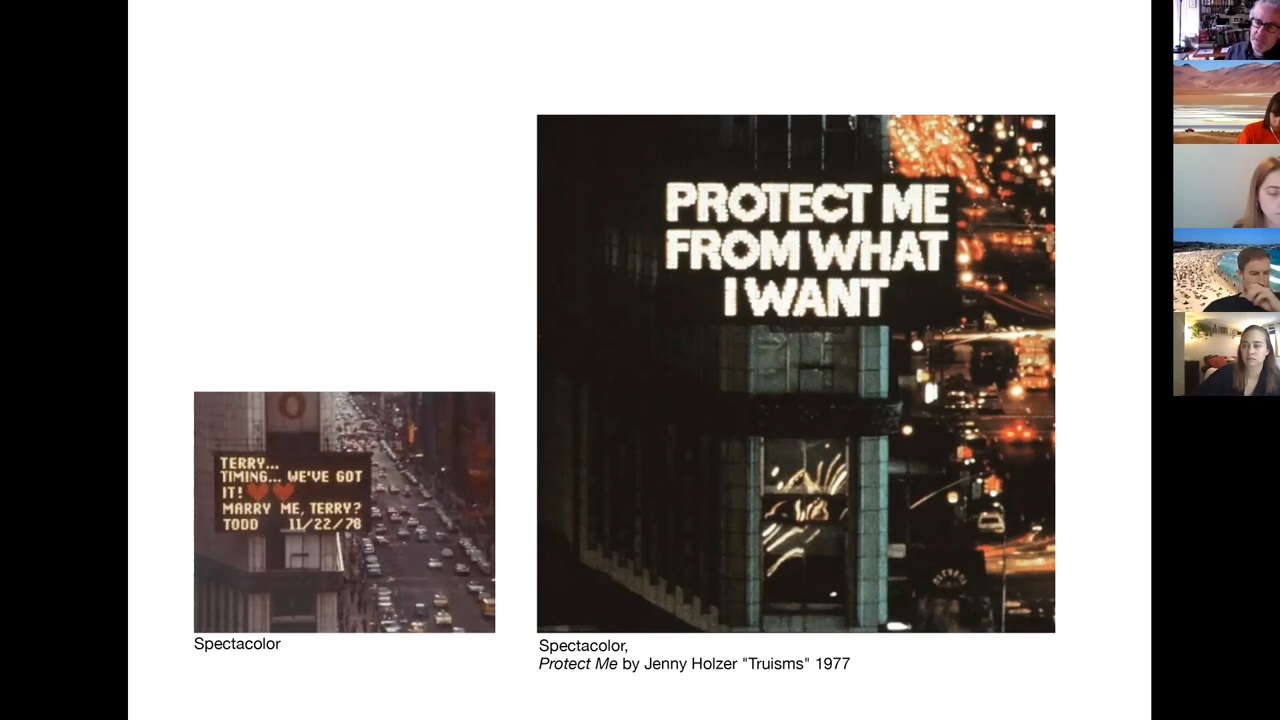 TERRY...
TIMING... WE'VE GOT
IT!
MARRY ME, TERRY?
TODD 11/22/78
Spectacolor
PROTECT ME
FROM WHAT
I WANT
Spectacolor,
Protect Me by Jenny Holzer "Truisms" 1977